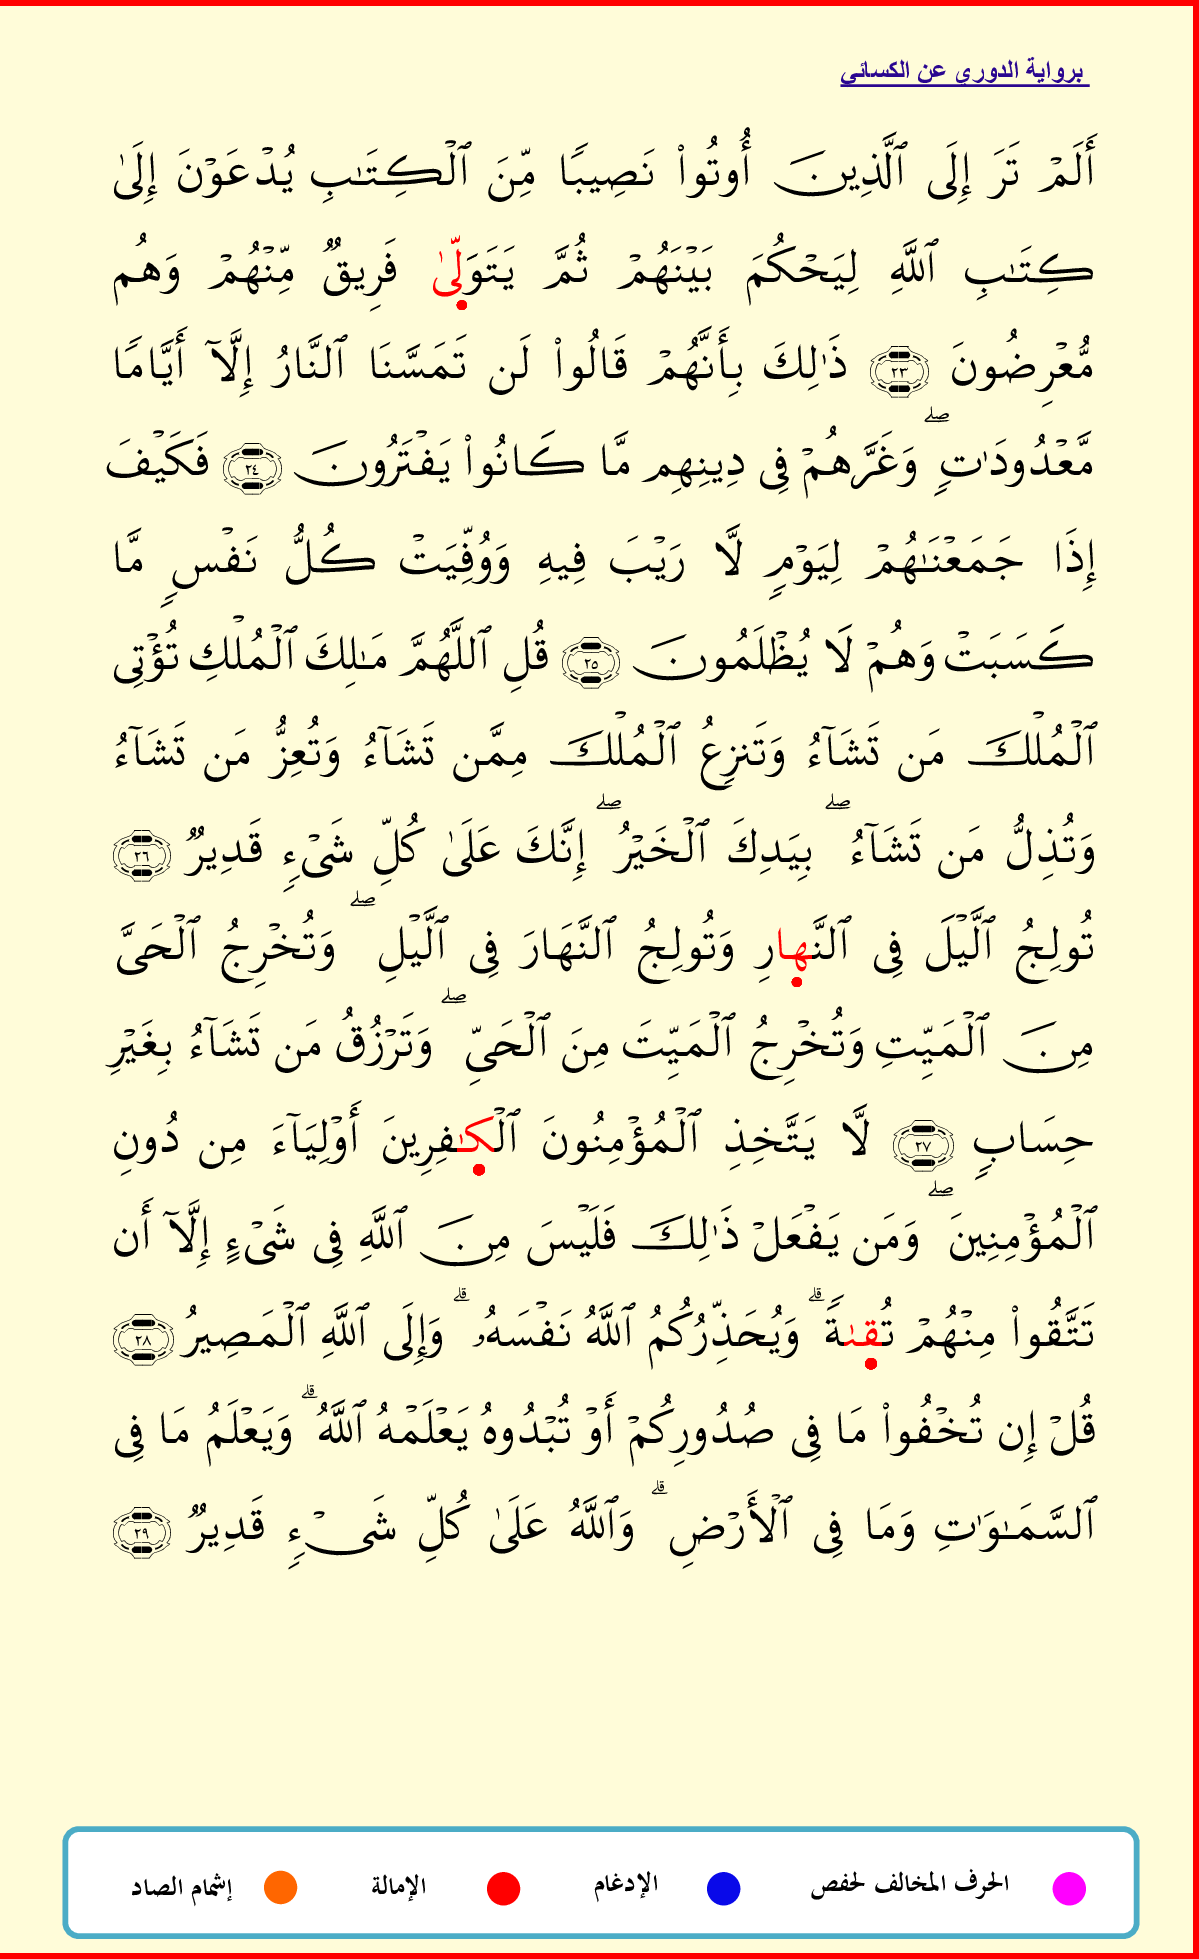 برواية الدوري عن الكسائي
أَلَمْ تَرَ إِلَى ٱلَّذِينَ أُوتُوا۟ نَصِيبًا مِّنَ ٱلْكِتَـٰبِ يُدْعَوْنَ إِلَىٰ
كِتَـٰبِ ٱللَّهِ لِيَحْكُمَ بَيْنَهُمْ ثُمَّ يَتَوَلِّىٰ فَرِيقٌ مِّنْهُمْ وَهُم
مُّعْرِضُونَ ٢٣ ذَٰلِكَ بِأَنَّهُمْ قَالُوا۟ لَن تَمَسَّنَا ٱلنَّارُ إِلَّآ أَيَّامًا
مَّعْدُودَٰتٍ ۖ وَغَرَّهُمْ فِى دِينِهِم مَّا كَانُوا۟ يَفْتَرُونَ ٢٤ فَكَيْفَ
إِذَا جَمَعْنَـٰهُمْ لِيَوْمٍ لَّا رَيْبَ فِيهِ وَوُفِّيَتْ كُلُّ نَفْسٍ مَّا
كَسَبَتْ وَهُمْ لَا يُظْلَمُونَ ٢٥ قُلِ ٱللَّهُمَّ مَـٰلِكَ ٱلْمُلْكِ تُؤْتِى
ٱلْمُلْكَ مَن تَشَآءُ وَتَنزِعُ ٱلْمُلْكَ مِمَّن تَشَآءُ وَتُعِزُّ مَن تَشَآءُ
وَتُذِلُّ مَن تَشَآءُ ۖ بِيَدِكَ ٱلْخَيْرُ ۖ إِنَّكَ عَلَىٰ كُلِّ شَىْءٍ قَدِيرٌ ٢٦
تُولِجُ ٱلَّيْلَ فِى ٱلنَّهِارِ وَتُولِجُ ٱلنَّهَارَ فِى ٱلَّيْلِ ۖ وَتُخْرِجُ ٱلْحَىَّ
مِنَ ٱلْمَيِّتِ وَتُخْرِجُ ٱلْمَيِّتَ مِنَ ٱلْحَىِّ ۖ وَتَرْزُقُ مَن تَشَآءُ بِغَيْرِ
حِسَابٍ ٢٧ لَّا يَتَّخِذِ ٱلْمُؤْمِنُونَ ٱلْكـٰفِرِينَ أَوْلِيَآءَ مِن دُونِ
ٱلْمُؤْمِنِينَ ۖ وَمَن يَفْعَلْ ذَٰلِكَ فَلَيْسَ مِنَ ٱللَّهِ فِى شَىْءٍ إِلَّآ أَن
تَتَّقُوا۟ مِنْهُمْ تُقىٰةً ۗ وَيُحَذِّرُكُمُ ٱللَّهُ نَفْسَهُۥ ۗ وَإِلَى ٱللَّهِ ٱلْمَصِيرُ ٢٨
قُلْ إِن تُخْفُوا۟ مَا فِى صُدُورِكُمْ أَوْ تُبْدُوهُ يَعْلَمْهُ ٱللَّهُ ۗ وَيَعْلَمُ مَا فِى
ٱلسَّمَـٰوَٰتِ وَمَا فِى ٱلْأَرْضِ ۗ وَٱللَّهُ عَلَىٰ كُلِّ شَىْءٍ قَدِيرٌ ٢٩
الحرف المخالف لحفص الإدغام الإمالة إشمام الصاد